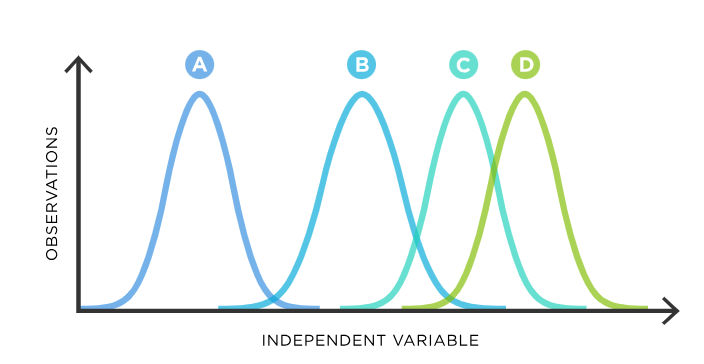 A
B
C
D
OBSERVATIONS
INDEPENDENT VARIABLE